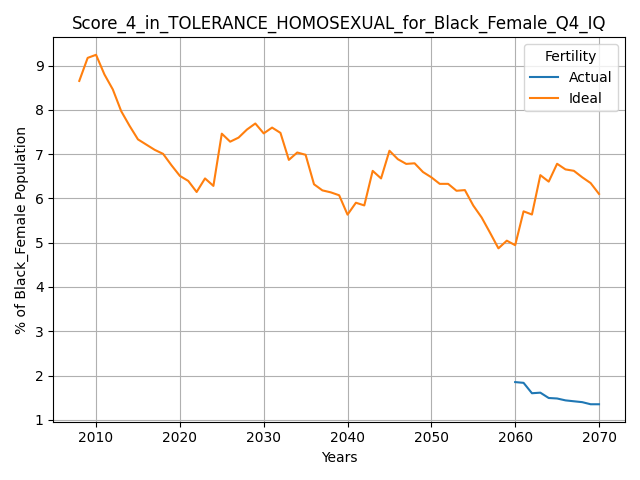 Score_4_in_TOLERANCE_HOMOSEXUAL_for_Black_Female_Q4_IQ
Fertility
Actual
Ideal
% of Black_Female Population
9
8
7
6
5
4
3
2
1
2010 2020 2030 2040 2050 2060 2070
Years